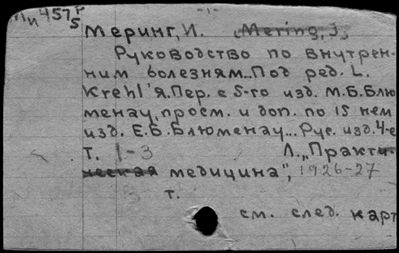 457 P/5
-"-
Меринг, И. (Mering, J.
Руководство по внутрен-
ним болезням... Под ред. L.
Krehl'я. Пер. с 5-го изд. М.Б.Блю
менау, просм. и доп. по 15 нем
изд. Е.Б.Блюменау... Рус. изд. 4-е
Т. 1-3 Л., "Практи-
ческая медицина", 1926-27
3 т.
см. след. карт